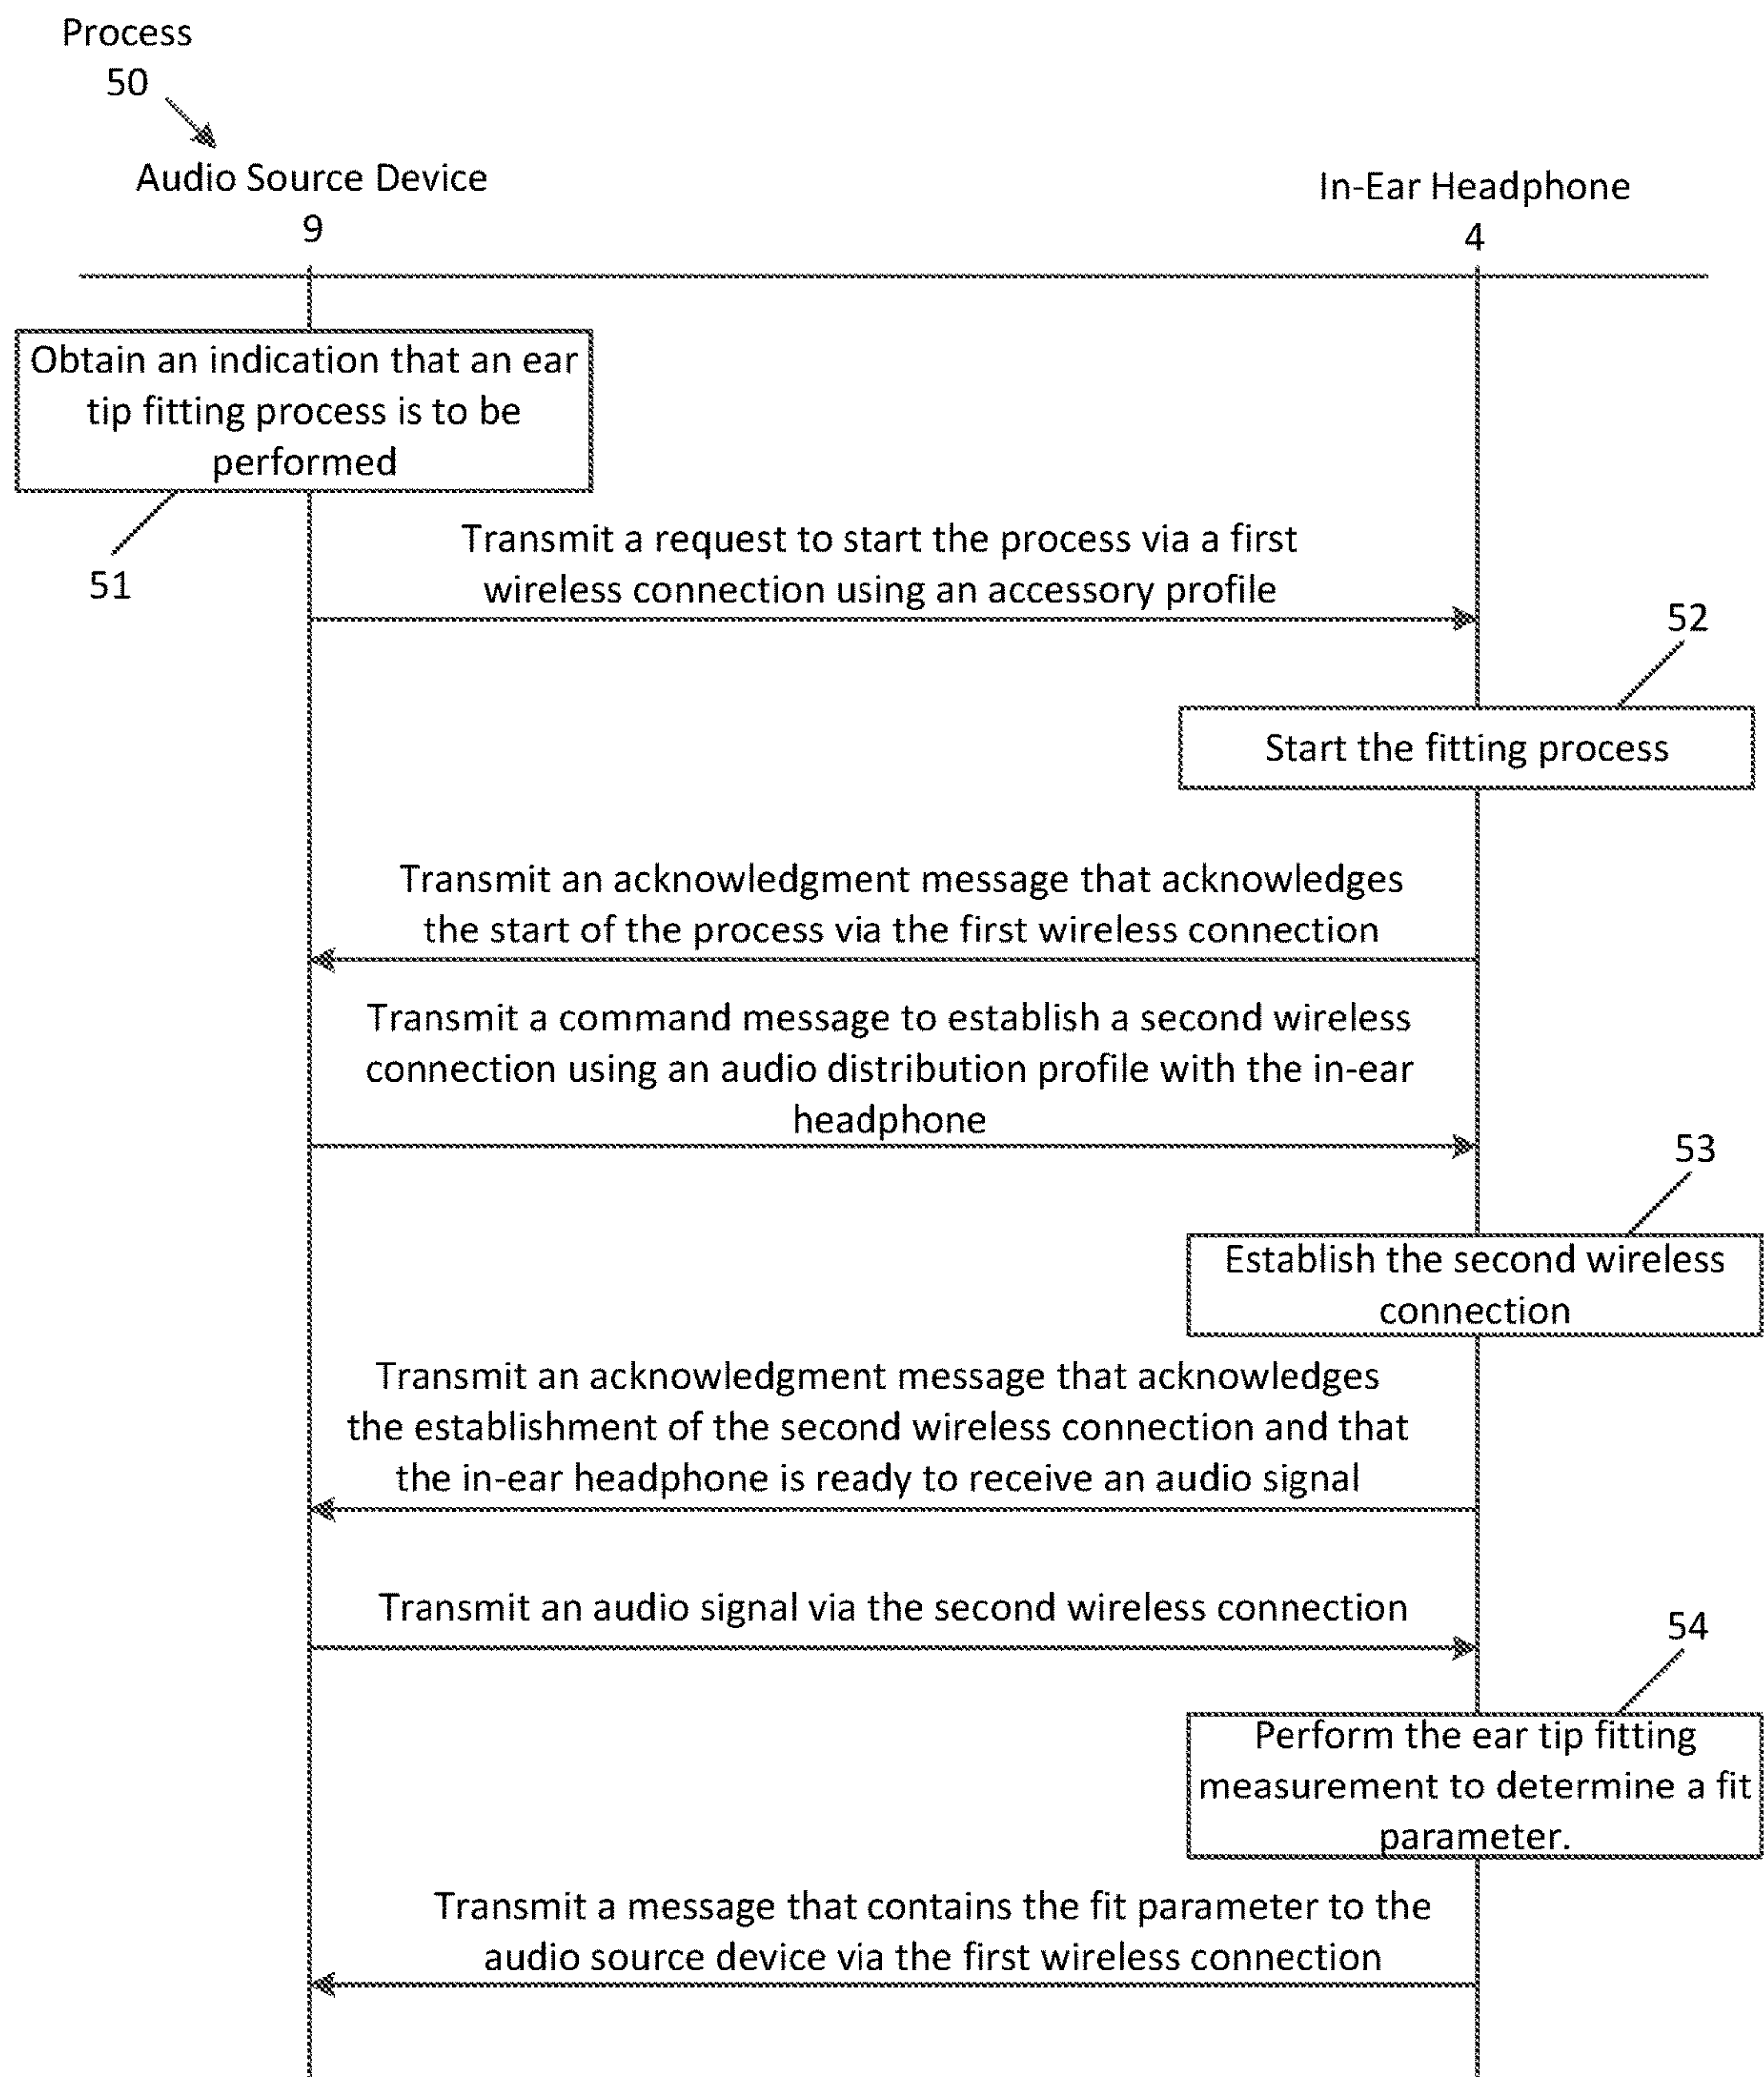 Process
50
Audio Source Device
9
In-Ear Headphone
4
Obtain an indication that an ear
tip fitting process is to be
performed
51
Transmit a request to start the process via a first
wireless connection using an accessory profile
52
Start the fitting process
Transmit an acknowledgment message that acknowledges
the start of the process via the first wireless connection
Transmit a command message to establish a second wireless
connection using an audio distribution profile with the in-ear
headphone
53
Establish the second wireless
connection
Transmit an acknowledgment message that acknowledges
the establishment of the second wireless connection and that
the in-ear headphone is ready to receive an audio signal
Transmit an audio signal via the second wireless connection
54
Perform the ear tip fitting
measurement to determine a fit
parameter.
Transmit a message that contains the fit parameter to the
audio source device via the first wireless connection